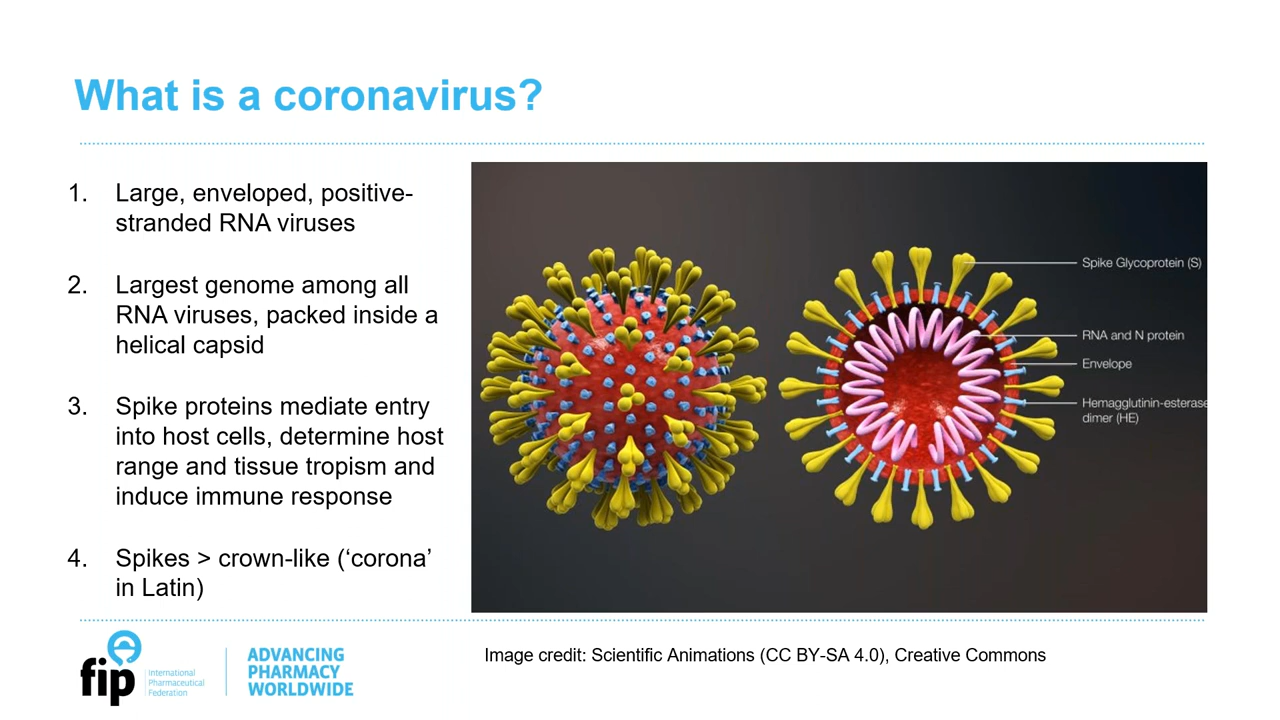 What is a coronavirus?
1. Large, enveloped, positive-
stranded RNA viruses
2. Largest genome among all
RNA viruses, packed inside a
helical capsid
3. Spike proteins mediate entry
into host cells, determine host
range and tissue tropism and
induce immune response
4. Spikes > crown-like (‘corona’
in Latin)
Spike Glycoprotein (S)
RNA and N protein
Envelope
Hemagglutinin-esterase
dimer (HE)
fip
International
Pharmaceutical
Federation
ADVANCING
PHARMACY
WORLDWIDE
Image credit: Scientific Animations (CC BY-SA 4.0), Creative Commons